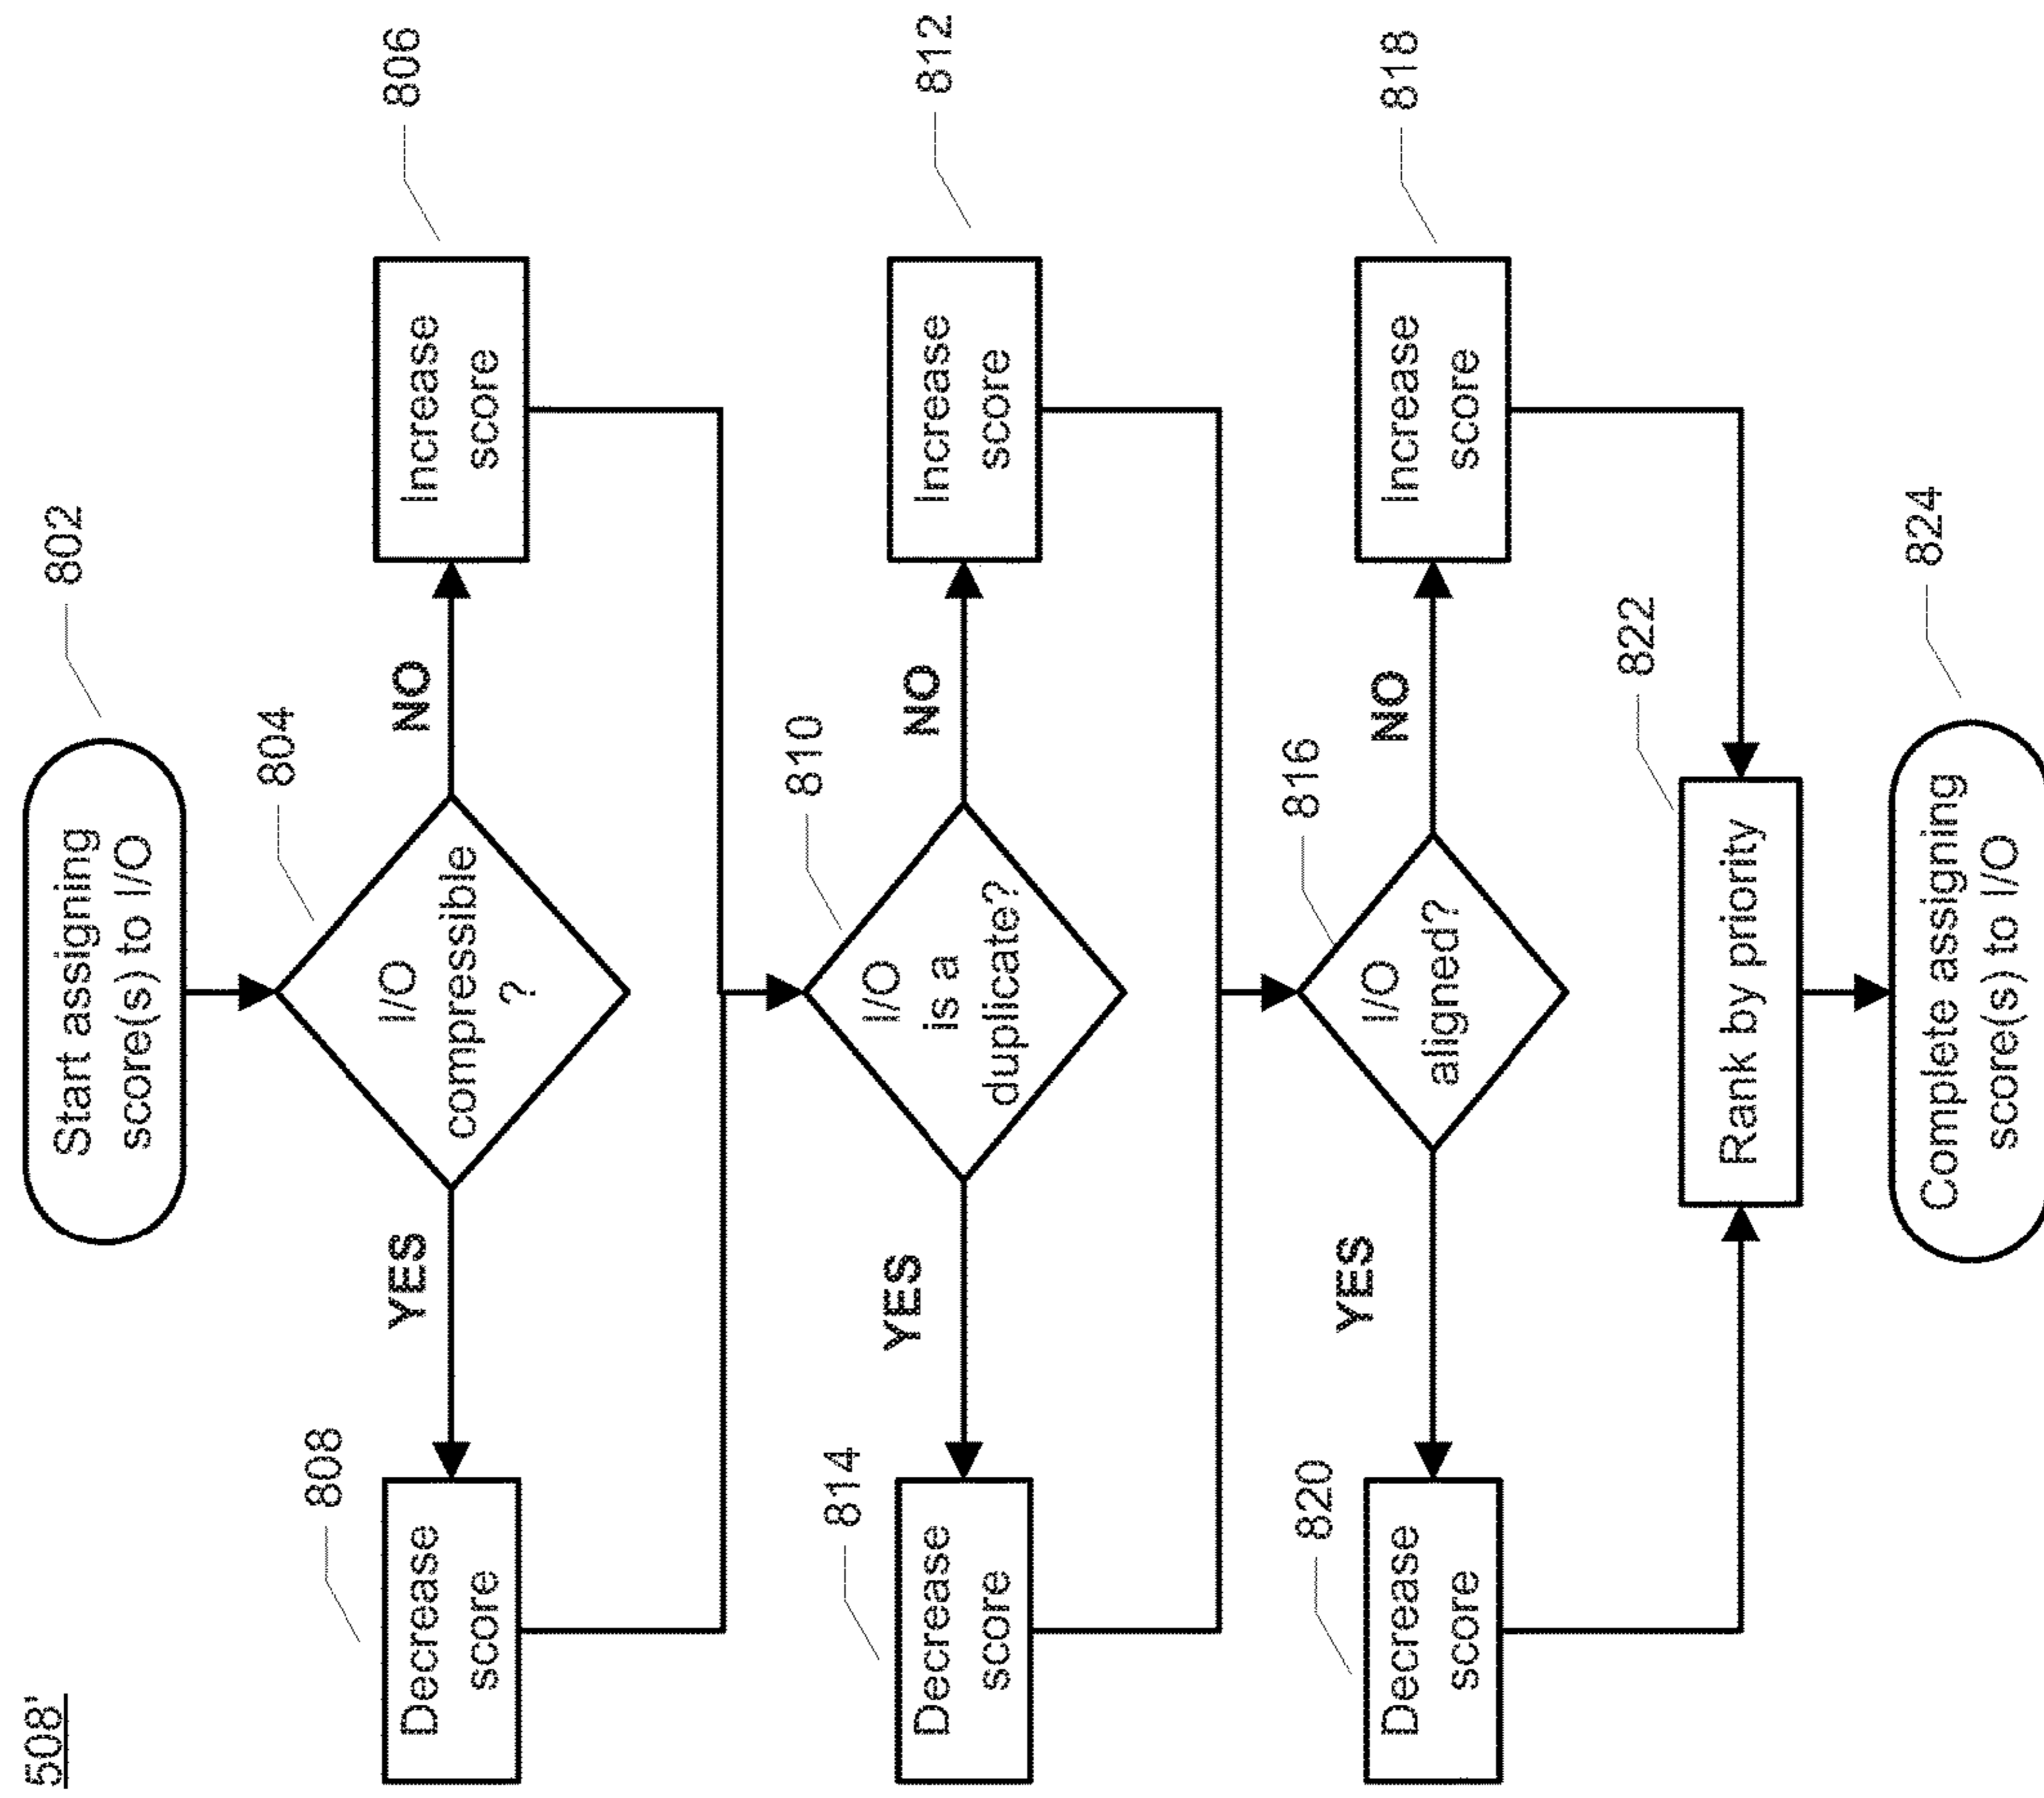 508'
Start assigning
score(s) to I/O
802
I/O
compressible
?
804
NO
Increase
score
806
YES
Decrease
score
808
I/O
is a
duplicate?
810
NO
Increase
score
812
YES
Decrease
score
814
I/O
aligned?
816
NO
Increase
score
818
YES
Decrease
score
820
Rank by priority
822
Complete assigning
score(s) to I/O
824